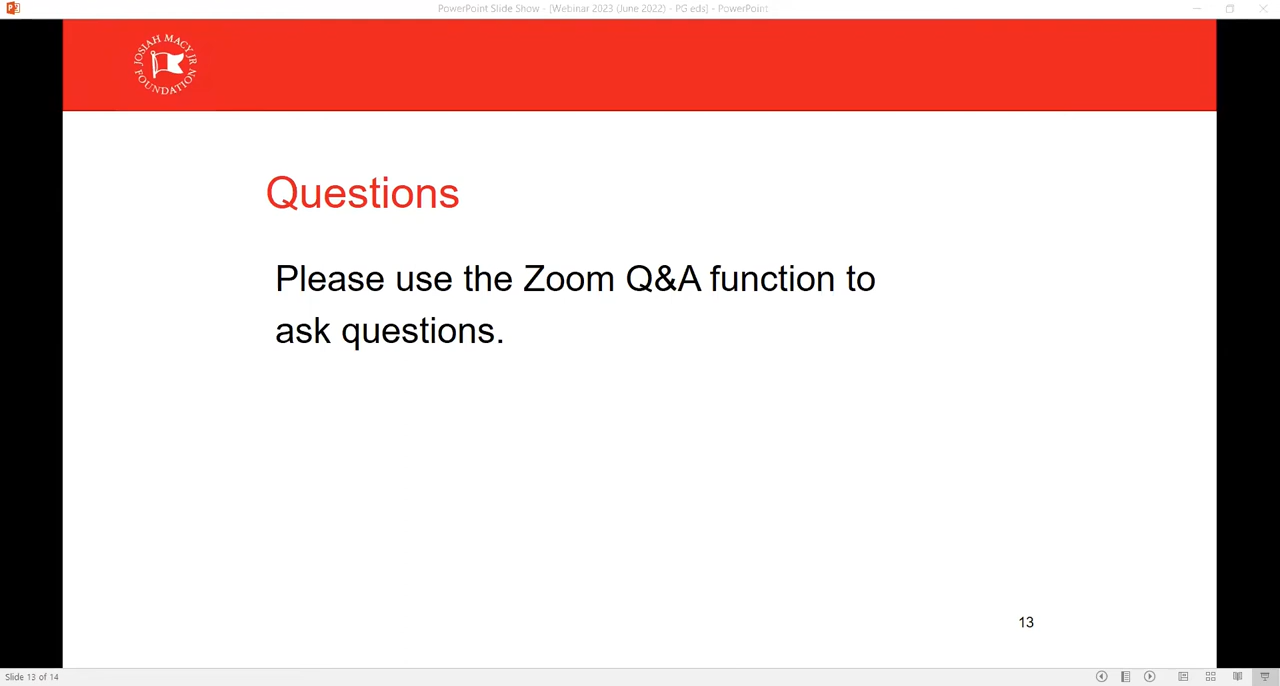 PowerPoint Slide Show - [Webinar 2023 (June 2022) - PG eds] - PowerPoint
JOSIAH MACY JR
FOUNDATION
Questions
Please use the Zoom Q&A function to
ask questions.
13
Slide 13 of 14